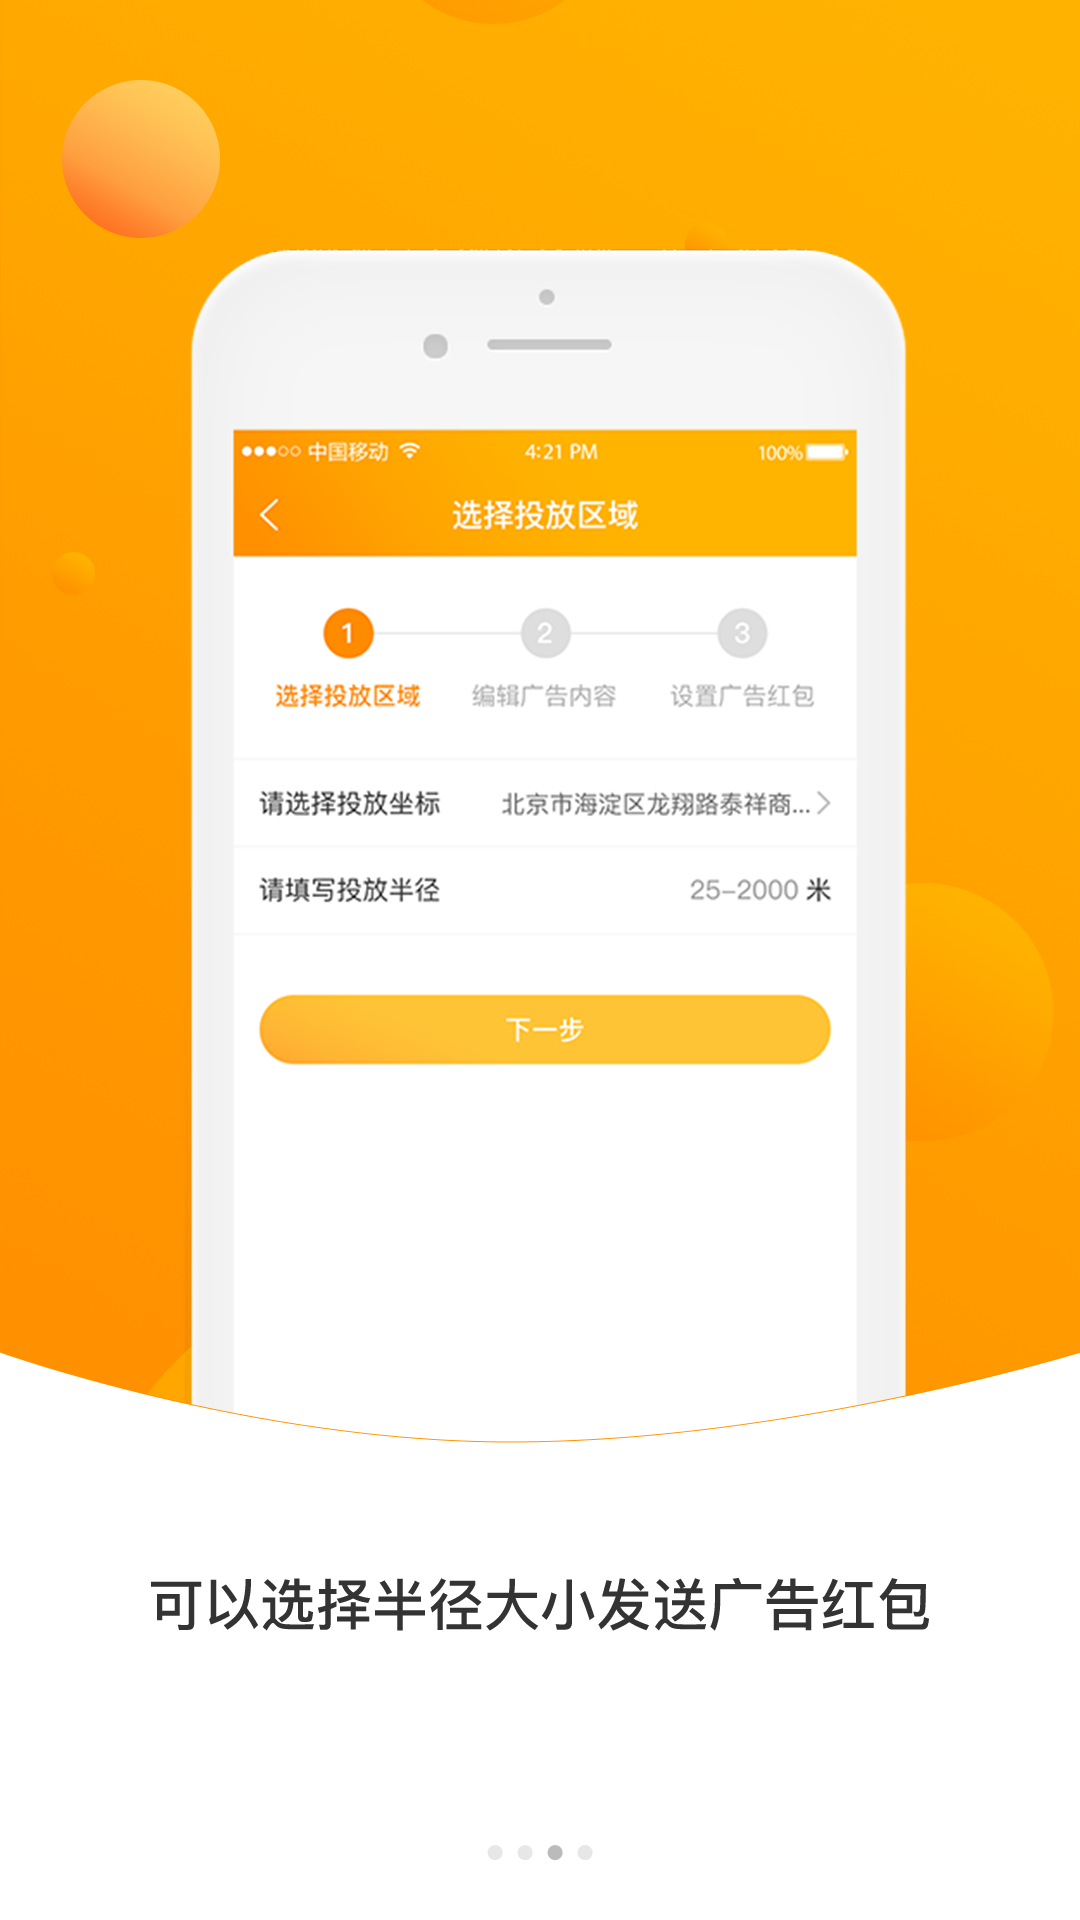 中国移动 4:21 PM 100%
选择投放区域
1 2 3
选择投放区域 编辑广告内容 设置广告红包
请选择投放坐标 北京市海淀区龙翔路泰祥商...
请填写投放半径 25-2000 米
下一步
可以选择半径大小发送广告红包